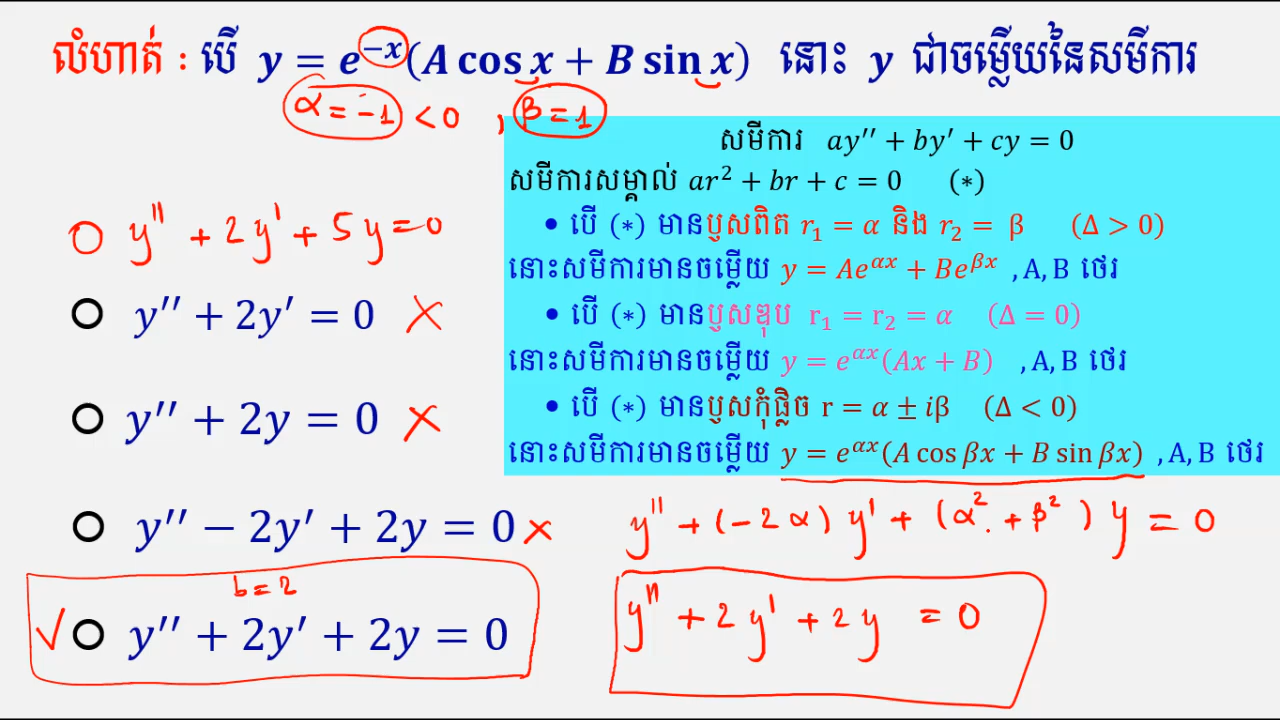 លំហាត់ : បើ y = e^{-x}(A cos x + B sin x) នោះ y ជាចម្លើយនៃសមីការ
α = -1 < 0 , β = 1
សមីការ ay′′ + by′ + cy = 0
សមីការសម្គាល់ ar² + br + c = 0 (∗)
• បើ (∗) មានឫសពិត r₁ = α និង r₂ = β (Δ > 0)
នោះសមីការមានចម្លើយ y = Ae^{αx} + Be^{βx} , A, B ថេរ
• បើ (∗) មានឫសឌុប r₁ = r₂ = α (Δ = 0)
នោះសមីការមានចម្លើយ y = e^{αx}(Ax + B) , A, B ថេរ
• បើ (∗) មានឫសកុំផ្លិច r = α ± iβ (Δ < 0)
នោះសមីការមានចម្លើយ y = e^{αx}(A cos βx + B sin βx) , A, B ថេរ
y′′ + 2y′ + 5y = 0
y′′ + 2y′ = 0 ×
y′′ + 2y = 0 ×
y′′ − 2y′ + 2y = 0 ×
b = 2
✓ y′′ + 2y′ + 2y = 0
y′′ + (−2α) y′ + (α² + β²) y = 0
y′′ + 2y′ + 2y = 0